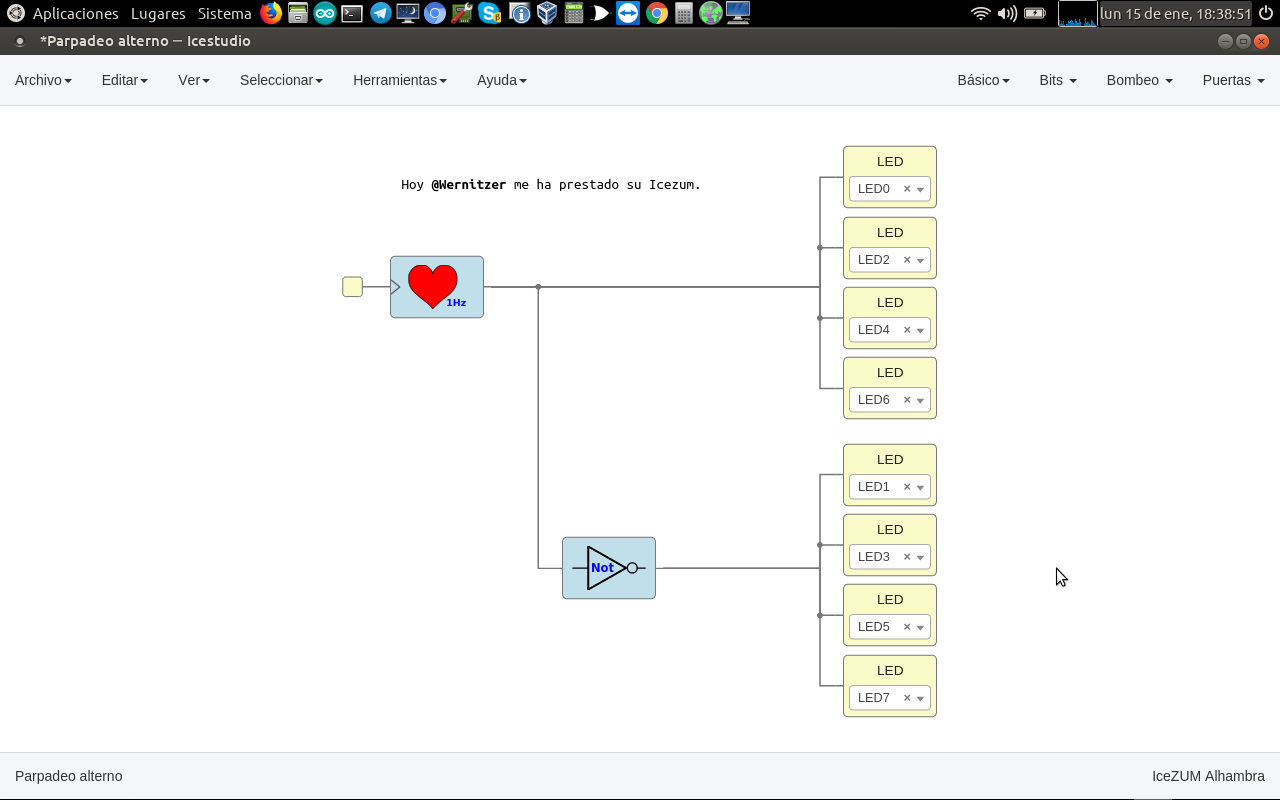 Aplicaciones Lugares Sistema
lun 15 de ene, 18:38:51
*Parpadeo alterno — Icestudio
Archivo Editar Ver Seleccionar Herramientas Ayuda
Básico Bits Bombeo Puertas
Hoy @Wernitzer me ha prestado su Icezum.
1Hz
LED
LED0
LED
LED2
LED
LED4
LED
LED6
Not
LED
LED1
LED
LED3
LED
LED5
LED
LED7
Parpadeo alterno
IceZUM Alhambra